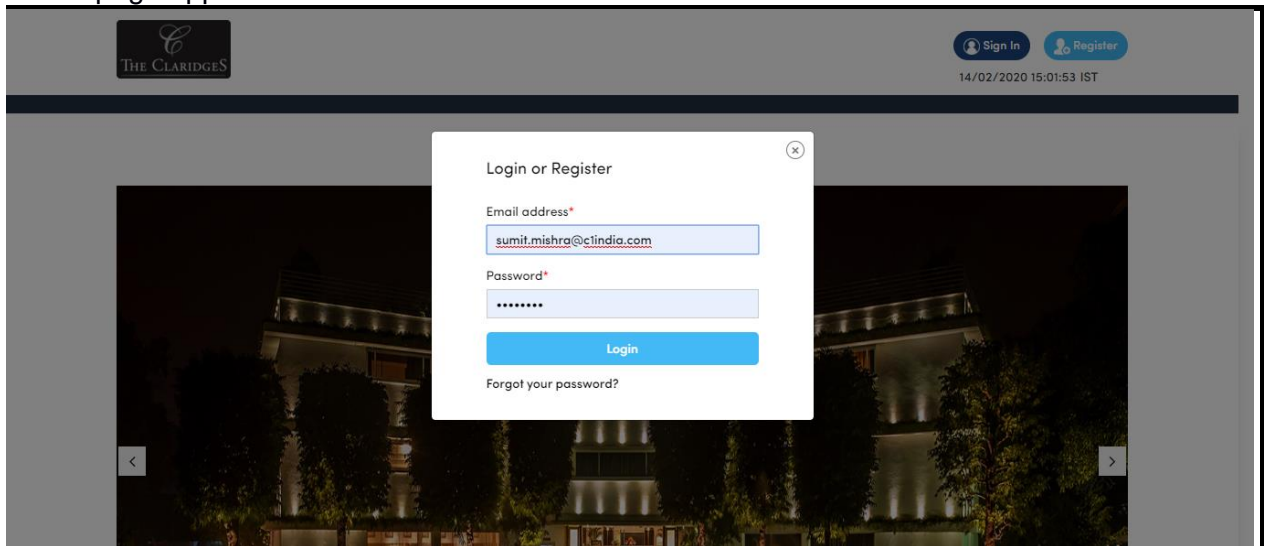 THE CLARIDGES
Sign In
Register
14/02/2020 15:01:53 IST
Login or Register
Email address*
sumit.mishra@c1india.com
Password*
••••••••
Login
Forgot your password?